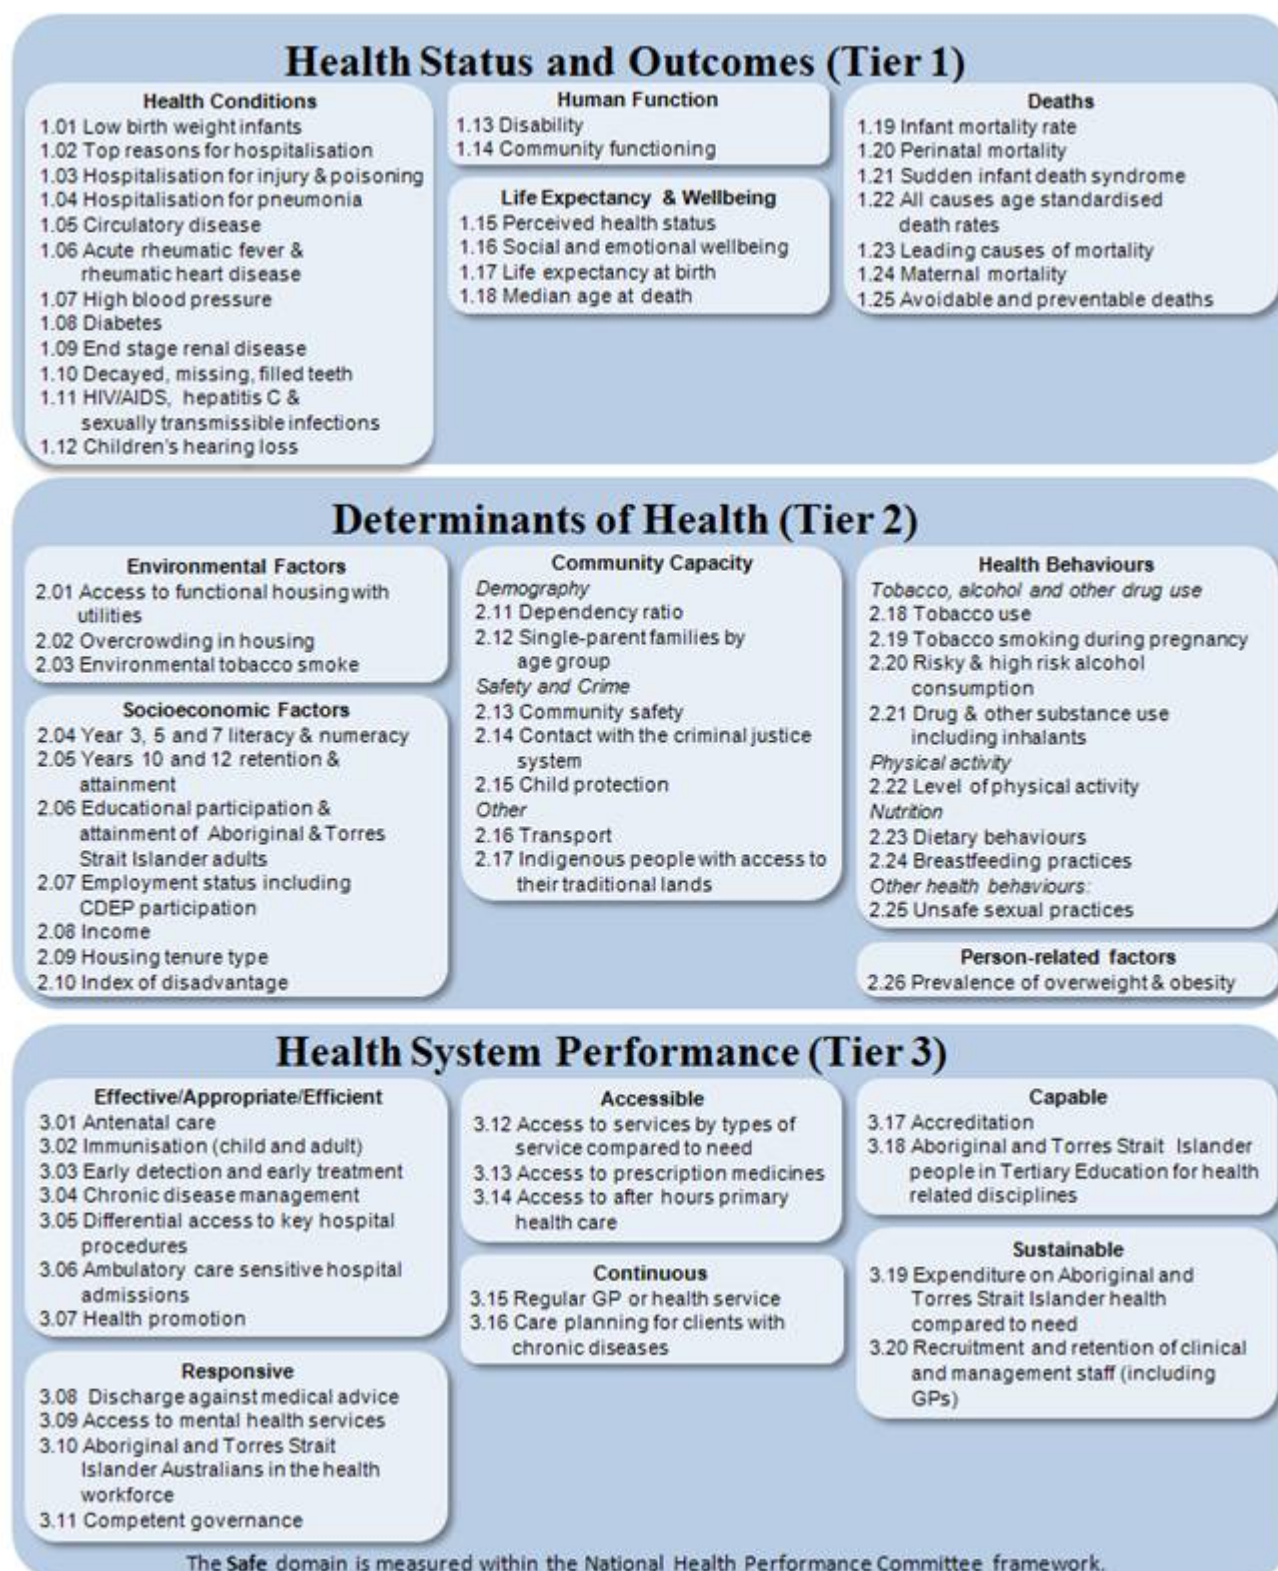 Health Status and Outcomes (Tier 1)
Health Conditions
1.01 Low birth weight infants
1.02 Top reasons for hospitalisation
1.03 Hospitalisation for injury & poisoning
1.04 Hospitalisation for pneumonia
1.05 Circulatory disease
1.06 Acute rheumatic fever &
rheumatic heart disease
1.07 High blood pressure
1.08 Diabetes
1.09 End stage renal disease
1.10 Decayed, missing, filled teeth
1.11 HIV/AIDS, hepatitis C &
sexually transmissible infections
1.12 Children's hearing loss
Human Function
1.13 Disability
1.14 Community functioning
Life Expectancy & Wellbeing
1.15 Perceived health status
1.16 Social and emotional wellbeing
1.17 Life expectancy at birth
1.18 Median age at death
Deaths
1.19 Infant mortality rate
1.20 Perinatal mortality
1.21 Sudden infant death syndrome
1.22 All causes age standardised
death rates
1.23 Leading causes of mortality
1.24 Maternal mortality
1.25 Avoidable and preventable deaths
Determinants of Health (Tier 2)
Environmental Factors
2.01 Access to functional housing with
utilities
2.02 Overcrowding in housing
2.03 Environmental tobacco smoke
Socioeconomic Factors
2.04 Year 3, 5 and 7 literacy & numeracy
2.05 Years 10 and 12 retention &
attainment
2.06 Educational participation &
attainment of Aboriginal & Torres
Strait Islander adults
2.07 Employment status including
CDEP participation
2.08 Income
2.09 Housing tenure type
2.10 Index of disadvantage
Community Capacity
Demography
2.11 Dependency ratio
2.12 Single-parent families by
age group
Safety and Crime
2.13 Community safety
2.14 Contact with the criminal justice
system
2.15 Child protection
Other
2.16 Transport
2.17 Indigenous people with access to
their traditional lands
Health Behaviours
Tobacco, alcohol and other drug use
2.18 Tobacco use
2.19 Tobacco smoking during pregnancy
2.20 Risky & high risk alcohol
consumption
2.21 Drug & other substance use
including inhalants
Physical activity
2.22 Level of physical activity
Nutrition
2.23 Dietary behaviours
2.24 Breastfeeding practices
Other health behaviours:
2.25 Unsafe sexual practices
Person-related factors
2.26 Prevalence of overweight & obesity
Health System Performance (Tier 3)
Effective/Appropriate/Efficient
3.01 Antenatal care
3.02 Immunisation (child and adult)
3.03 Early detection and early treatment
3.04 Chronic disease management
3.05 Differential access to key hospital
procedures
3.06 Ambulatory care sensitive hospital
admissions
3.07 Health promotion
Responsive
3.08 Discharge against medical advice
3.09 Access to mental health services
3.10 Aboriginal and Torres Strait
Islander Australians in the health
workforce
3.11 Competent governance
Accessible
3.12 Access to services by types of
service compared to need
3.13 Access to prescription medicines
3.14 Access to after hours primary
health care
Continuous
3.15 Regular GP or health service
3.16 Care planning for clients with
chronic diseases
Capable
3.17 Accreditation
3.18 Aboriginal and Torres Strait Islander
people in Tertiary Education for health
related disciplines
Sustainable
3.19 Expenditure on Aboriginal and
Torres Strait Islander health
compared to need
3.20 Recruitment and retention of clinical
and management staff (including
GPs)
The Safe domain is measured within the National Health Performance Committee framework.